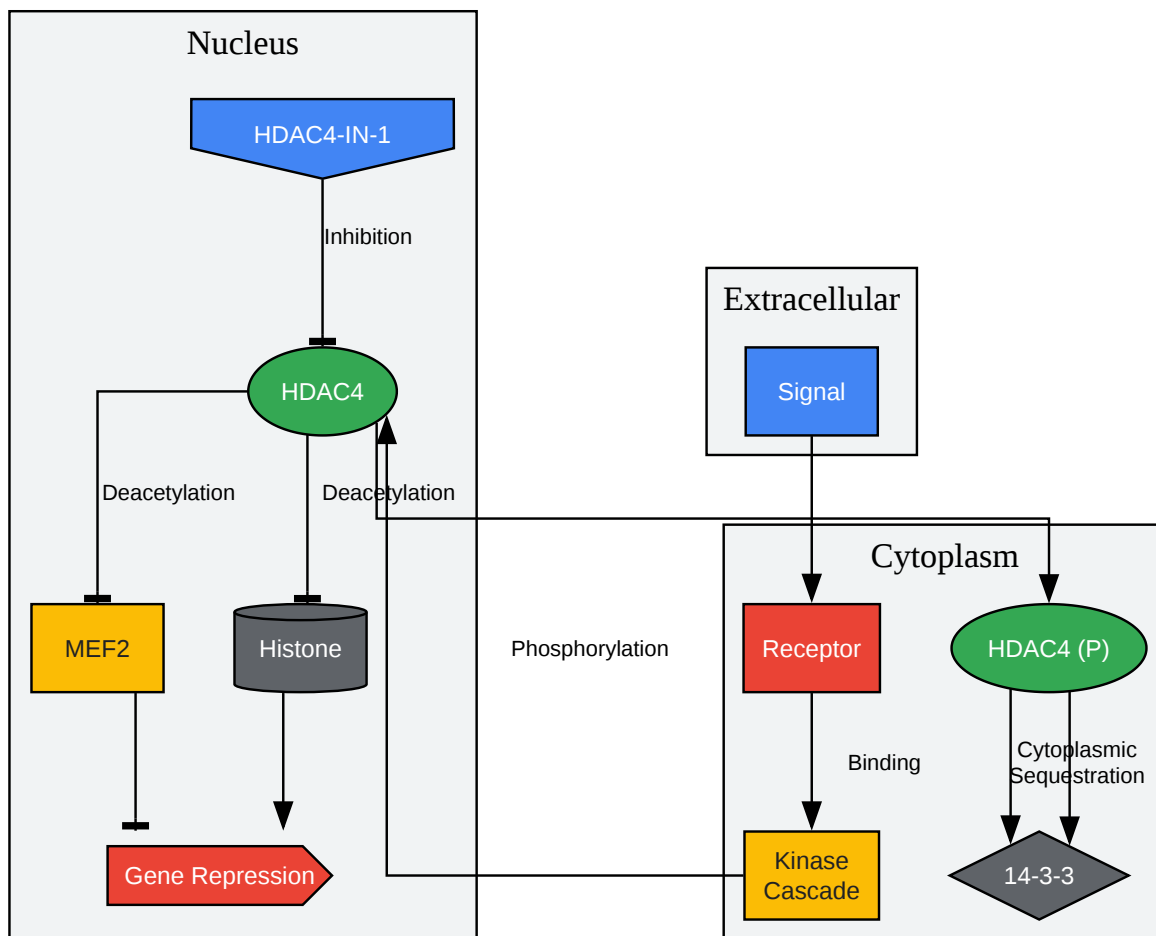 Nucleus
HDAC4-IN-1
Inhibition
Extracellular
HDAC4
Signal
Deacetylation
Deacetylation
Cytoplasm
MEF2
Histone
Phosphorylation
Receptor
HDAC4 (P)
Binding
Cytoplasmic
Sequestration
Gene Repression
Kinase
Cascade
14-3-3